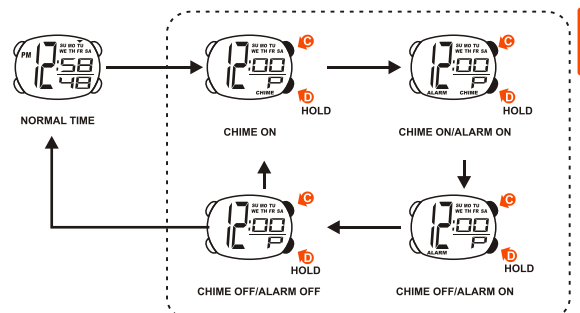 PM SU MO TU
WE TH FR SA
12:58
48
NORMAL TIME
SU MO TU
WE TH FR SA
12:00
P
CHIME
C
D
HOLD
CHIME ON
SU MO TU
WE TH FR SA
12:00
P
ALARM CHIME
C
D
HOLD
CHIME ON/ALARM ON
SU MO TU
WE TH FR SA
12:00
P
C
D
HOLD
CHIME OFF/ALARM OFF
SU MO TU
WE TH FR SA
12:00
P
ALARM
C
D
HOLD
CHIME OFF/ALARM ON